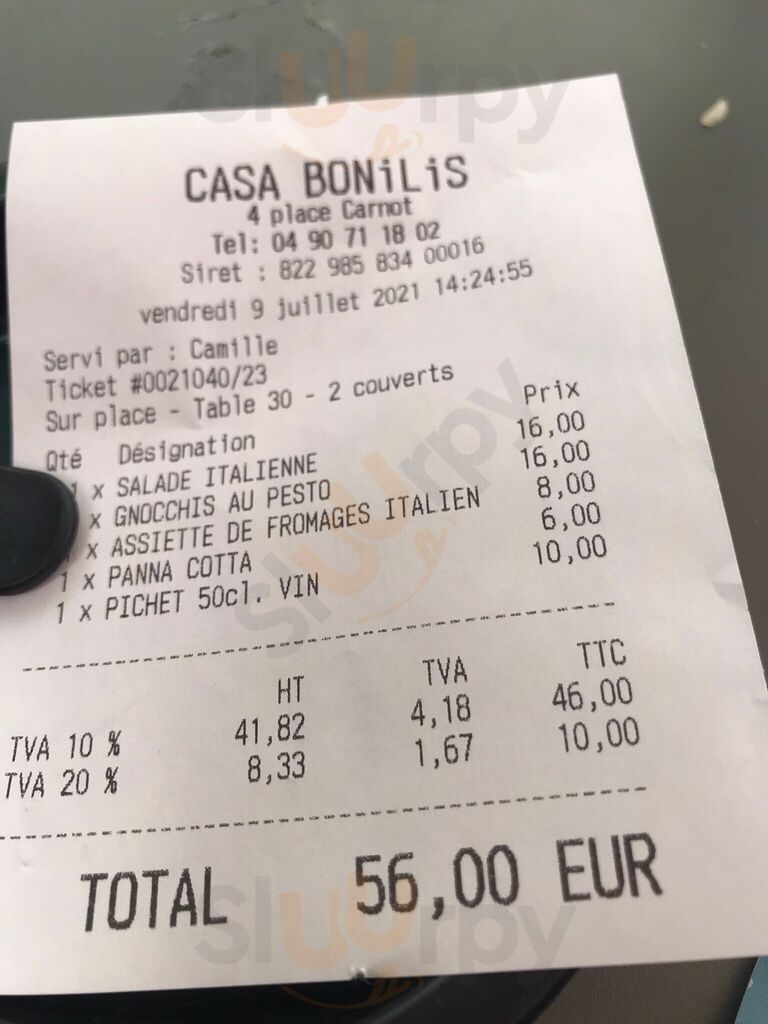 CASA BONiLiS
4 place Carnot
Tel: 04 90 71 18 02
Siret : 822 985 834 00016
vendredi 9 juillet 2021 14:24:55
Servi par : Camille
Ticket #0021040/23
Sur place - Table 30 - 2 couverts
Qté Désignation Prix
1 x SALADE ITALIENNE 16,00
x GNOCCHIS AU PESTO 16,00
x ASSIETTE DE FROMAGES ITALIEN 8,00
1 x PANNA COTTA 6,00
1 x PICHET 50cl. VIN 10,00
HT TVA TTC
TVA 10 % 41,82 4,18 46,00
TVA 20 % 8,33 1,67 10,00
TOTAL 56,00 EUR
Sluurpy
Sluurpy
Sluurpy